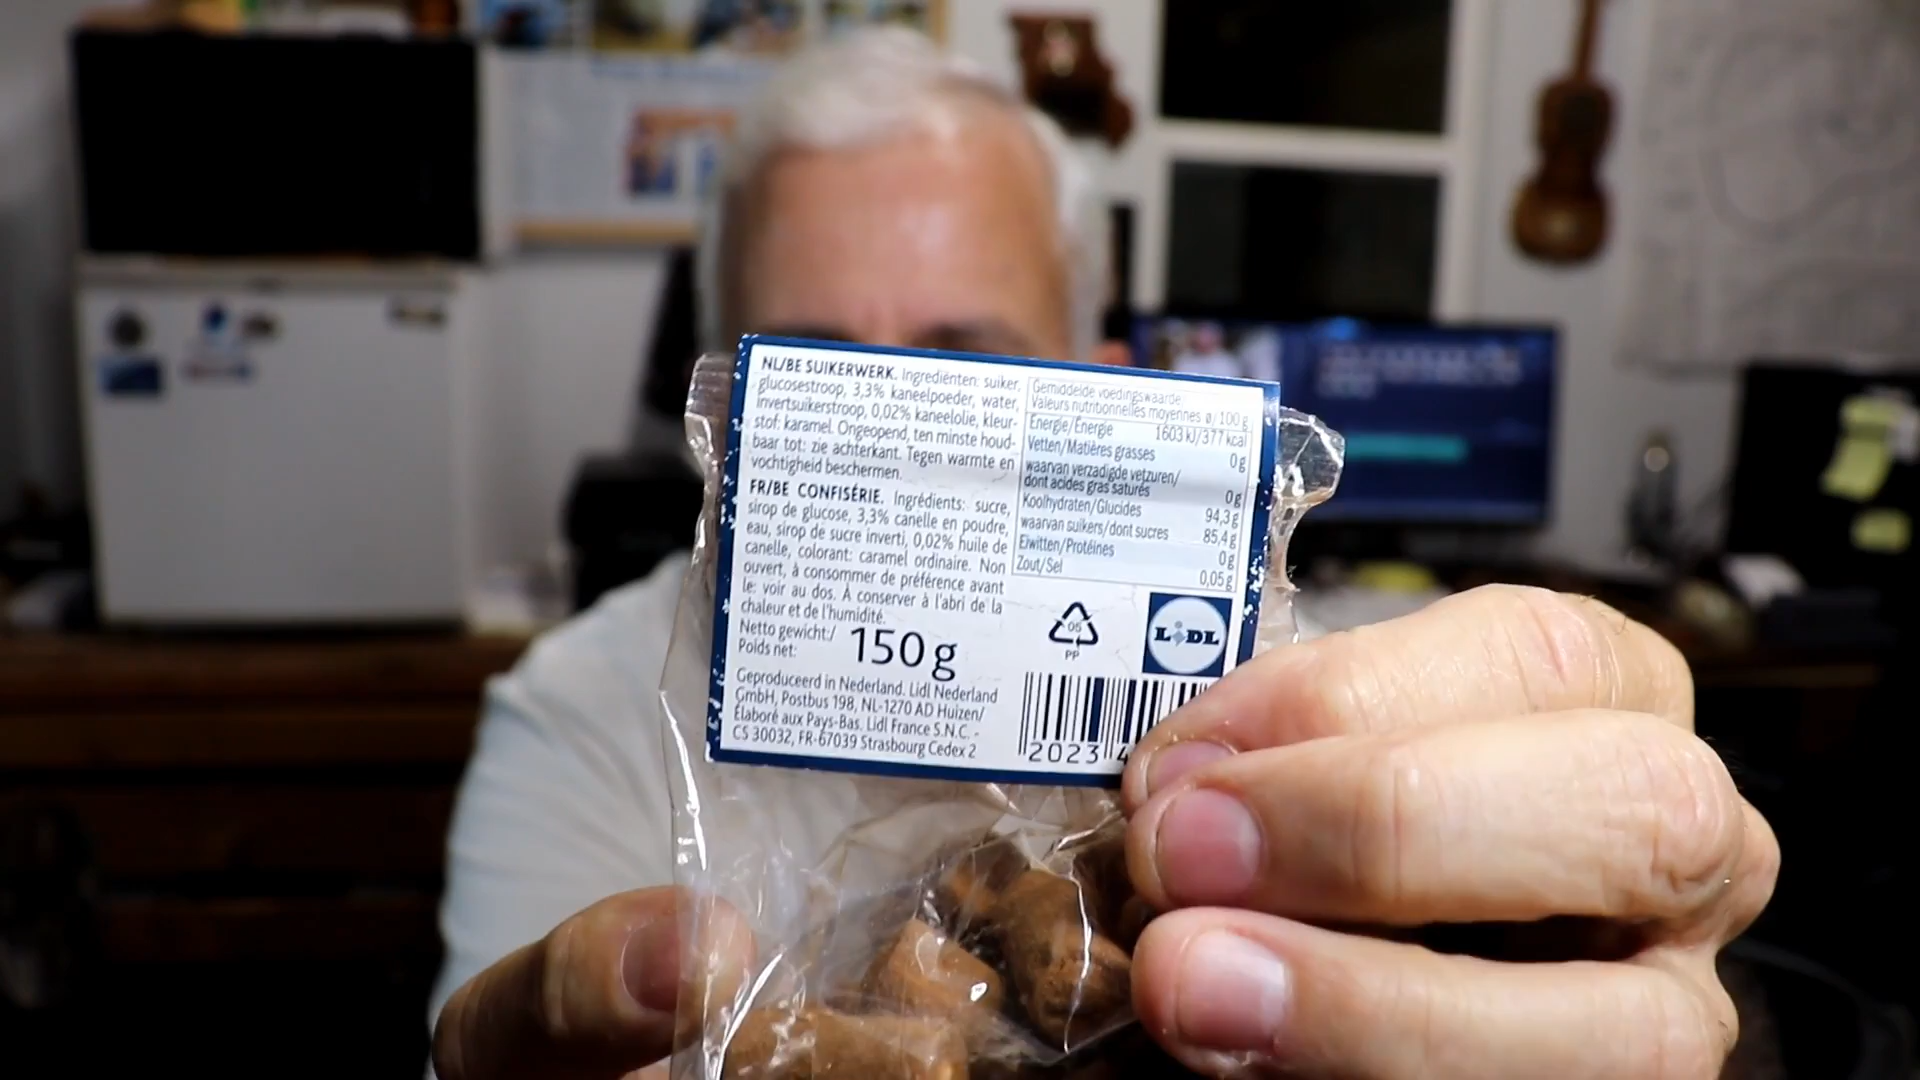 NL/BE SUIKERWERK. Ingrediënten: suiker,
glucosestroop, 3,3% kaneelpoeder, water,
invertsuikerstroop, 0,02% kaneelolie, kleur-
stof: karamel. Ongeopend, ten minste houd-
baar tot: zie achterkant. Tegen warmte en
vochtigheid beschermen.
FR/BE CONFISÉRIE. Ingrédients: sucre,
sirop de glucose, 3,3% canelle en poudre,
eau, sirop de sucre inverti, 0,02% huile de
canelle, colorant: caramel ordinaire. Non
ouvert, à consommer de préférence avant
le: voir au dos. À conserver à l'abri de la
chaleur et de l'humidité.
Netto gewicht:/
Poids net:
150 g
Geproduceerd in Nederland. Lidl Nederland
GmbH, Postbus 198, NL-1270 AD Huizen/
Élaboré aux Pays-Bas. Lidl France S.N.C. -
CS 30032, FR-67039 Strasbourg Cedex 2
Gemiddelde voedingswaarde
Valeurs nutritionnelles moyennes ø/100 g
Energie/Énergie 1603 kJ/377 kcal
Vetten/Matières grasses 0 g
waarvan verzadigde vetzuren/
dont acides gras saturés 0 g
Koolhydraten/Glucides 94,3 g
waarvan suikers/dont sucres 85,4 g
Eiwitten/Protéines 0 g
Zout/Sel 0,05 g
05
PP
LIDL
2023 4